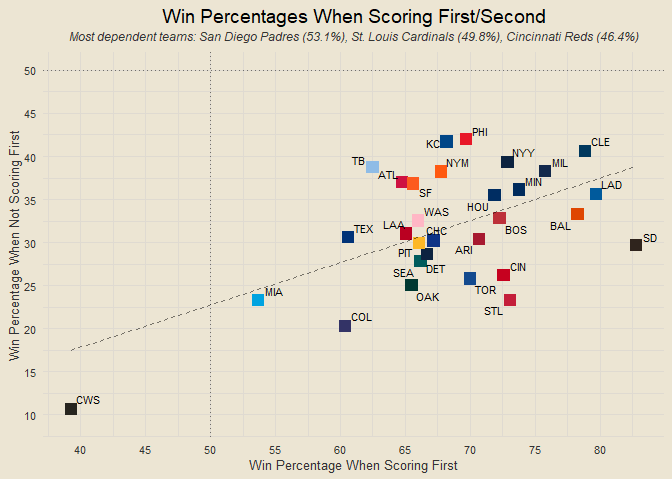 Win Percentages When Scoring First/Second
Most dependent teams: San Diego Padres (53.1%), St. Louis Cardinals (49.8%), Cincinnati Reds (46.4%)
Win Percentage When Not Scoring First
50
45
40
35
30
25
20
15
10
PHI
KC
CLE
NYY
TB
NYM
MIL
ATL
SF
MIN
LAD
HOU
WAS
BAL
LAA
CHC
BOS
TEX
SD
ARI
PIT
DET
CIN
SEA
TOR
OAK
MIA
STL
COL
CWS
40
45
50
55
60
65
70
75
80
Win Percentage When Scoring First